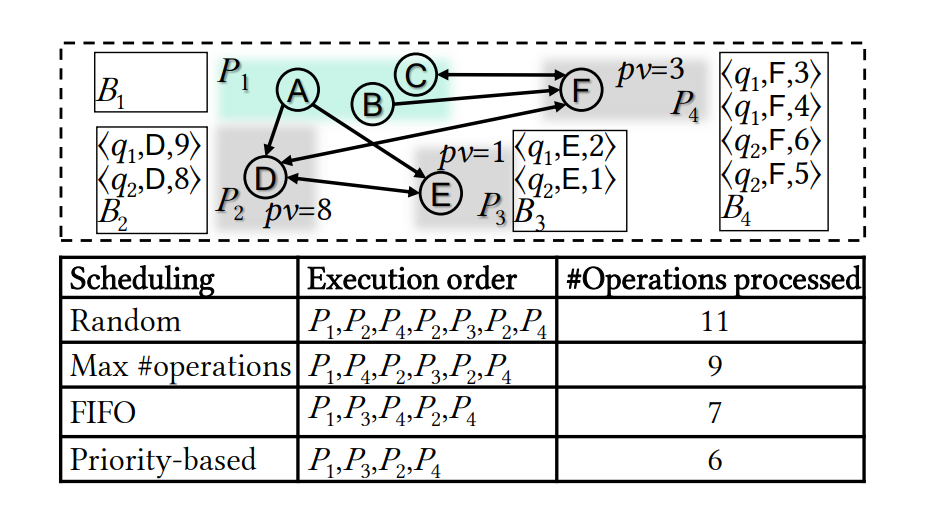 B1
P1
A
B
C
F
pv=3
P4
⟨q1,F,3⟩
⟨q1,F,4⟩
⟨q2,F,6⟩
⟨q2,F,5⟩
B4
⟨q1,D,9⟩
⟨q2,D,8⟩
B2
D
P2
pv=8
pv=1
E
P3
⟨q1,E,2⟩
⟨q2,E,1⟩
B3
Scheduling Execution order #Operations processed
Random P1,P2,P4,P2,P3,P2,P4 11
Max #operations P1,P4,P2,P3,P2,P4 9
FIFO P1,P3,P4,P2,P4 7
Priority-based P1,P3,P2,P4 6